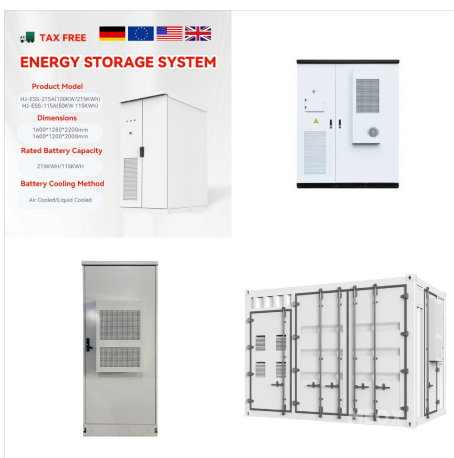 TAX FREE
ENERGY STORAGE SYSTEM
Product Model
HJ-ESS-215A(100KW/215KWh)
HJ-ESS-115A(50KW 115KWh)
Dimensions
1600*1280*2200mm
1600*1200*2000mm
Rated Battery Capacity
215KWH/115KWH
Battery Cooling Method
Air Cooled/Liquid Cooled